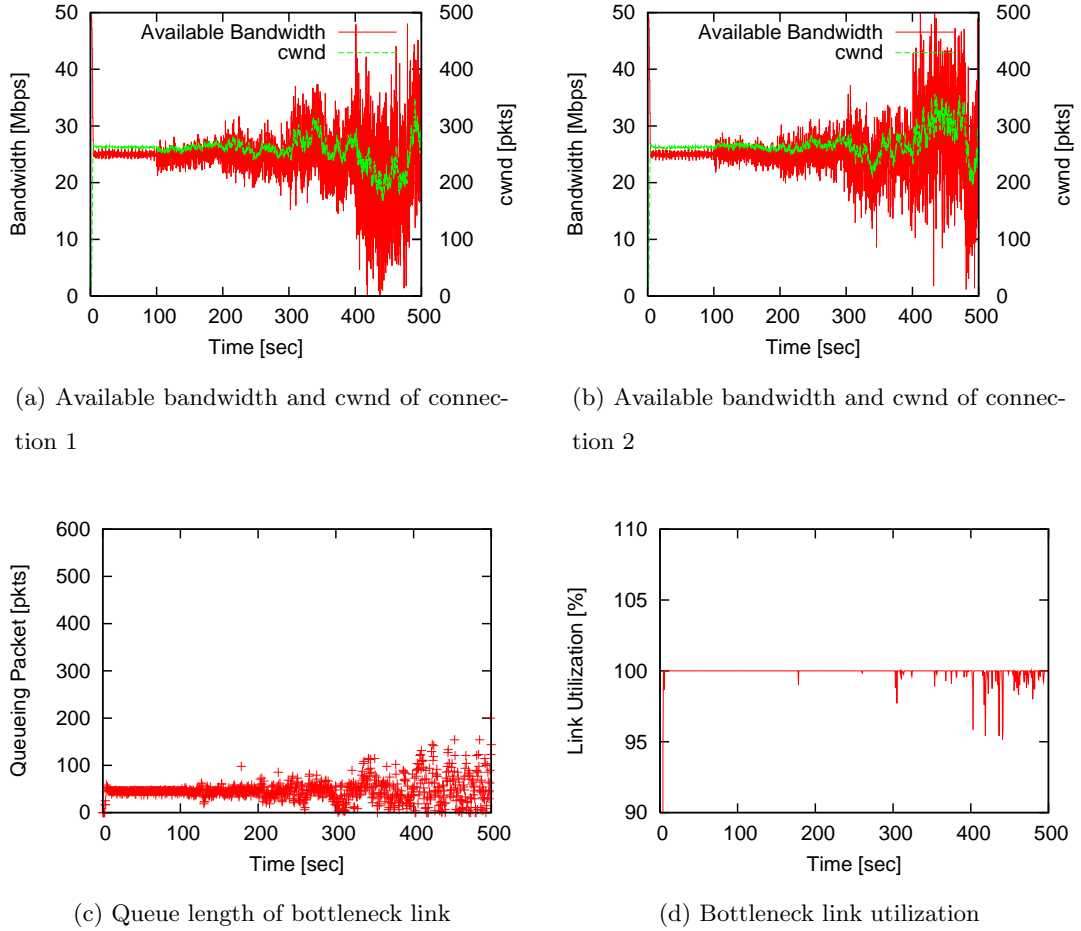 Available Bandwidth
cwnd
Bandwidth [Mbps]
50
40
30
20
10
0
cwnd [pkts]
500
400
300
200
100
0
0 100 200 300 400 500
Time [sec]
(a) Available bandwidth and cwnd of connec-
tion 1
Available Bandwidth
cwnd
Bandwidth [Mbps]
50
40
30
20
10
0
cwnd [pkts]
500
400
300
200
100
0
0 100 200 300 400 500
Time [sec]
(b) Available bandwidth and cwnd of connec-
tion 2
Queueing Packet [pkts]
600
500
400
300
200
100
0
0 100 200 300 400 500
Time [sec]
(c) Queue length of bottleneck link
Link Utilization [%]
110
105
100
95
90
0 100 200 300 400 500
Time [sec]
(d) Bottleneck link utilization